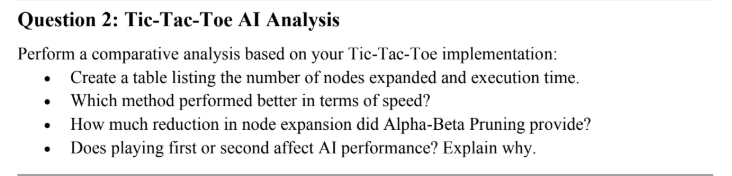 Question 2: Tic-Tac-Toe AI Analysis
Perform a comparative analysis based on your Tic-Tac-Toe implementation:
• Create a table listing the number of nodes expanded and execution time.
• Which method performed better in terms of speed?
• How much reduction in node expansion did Alpha-Beta Pruning provide?
• Does playing first or second affect AI performance? Explain why.